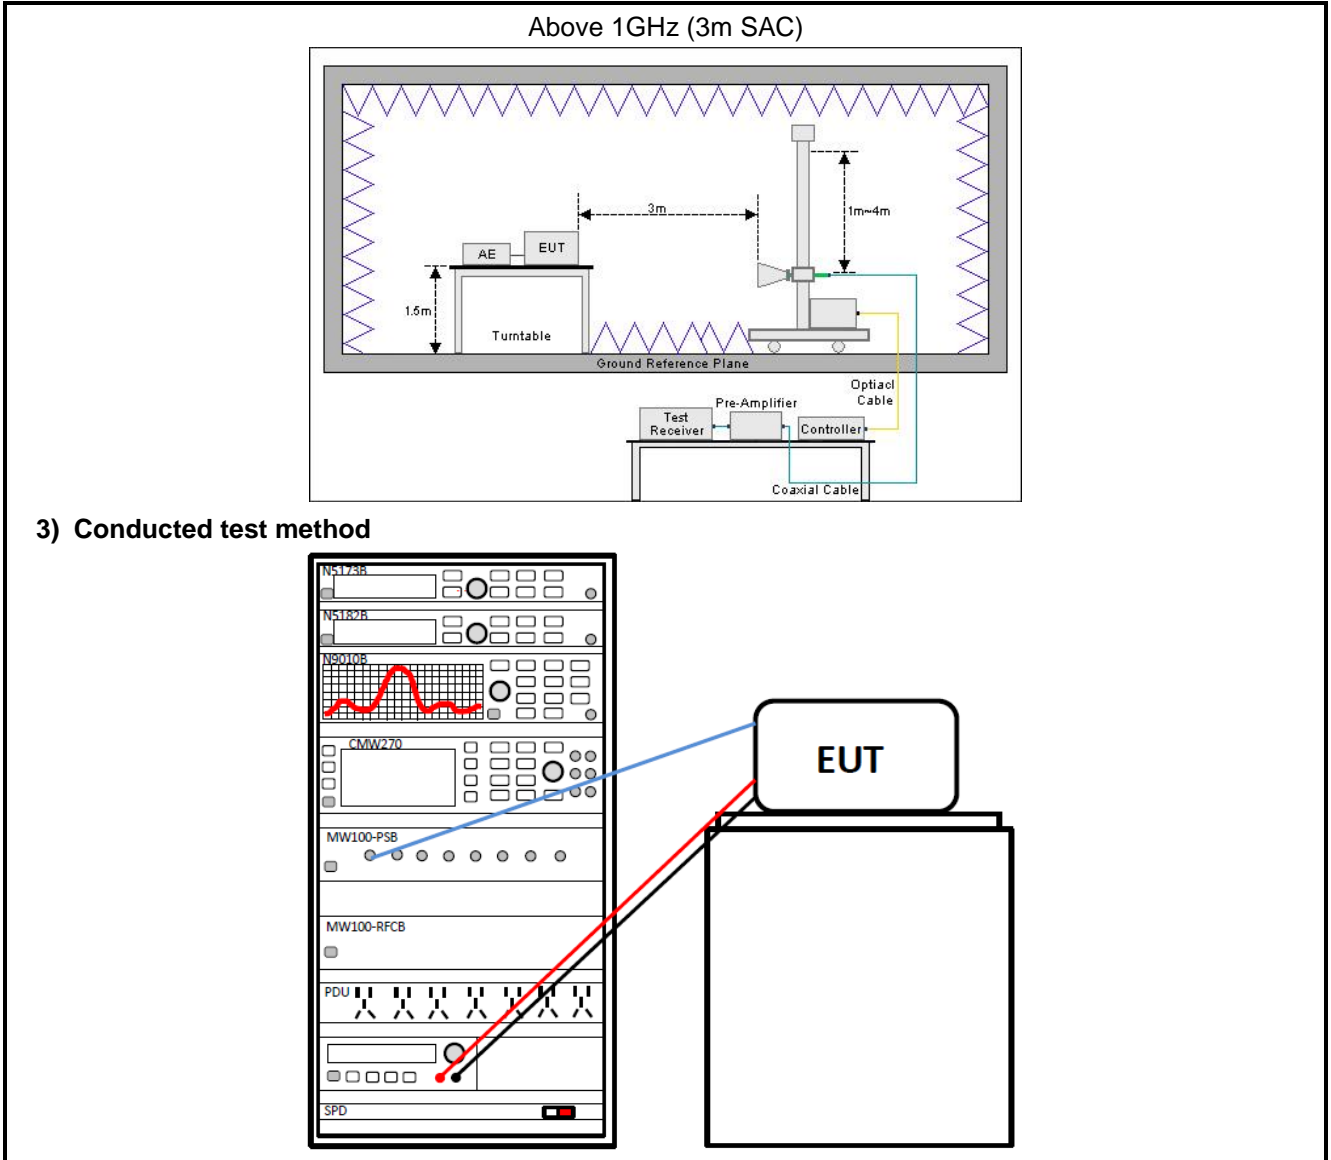 Above 1GHz (3m SAC)
3m
1m~4m
AE
EUT
1.5m
Turntable
Ground Reference Plane
Optiacl
Cable
Pre-Amplifier
Test
Receiver
Controller
Coaxial Cable
3) Conducted test method
N5173B
N5182B
N9010B
CMW270
EUT
MW100-PSB
MW100-RFCB
PDU
SPD